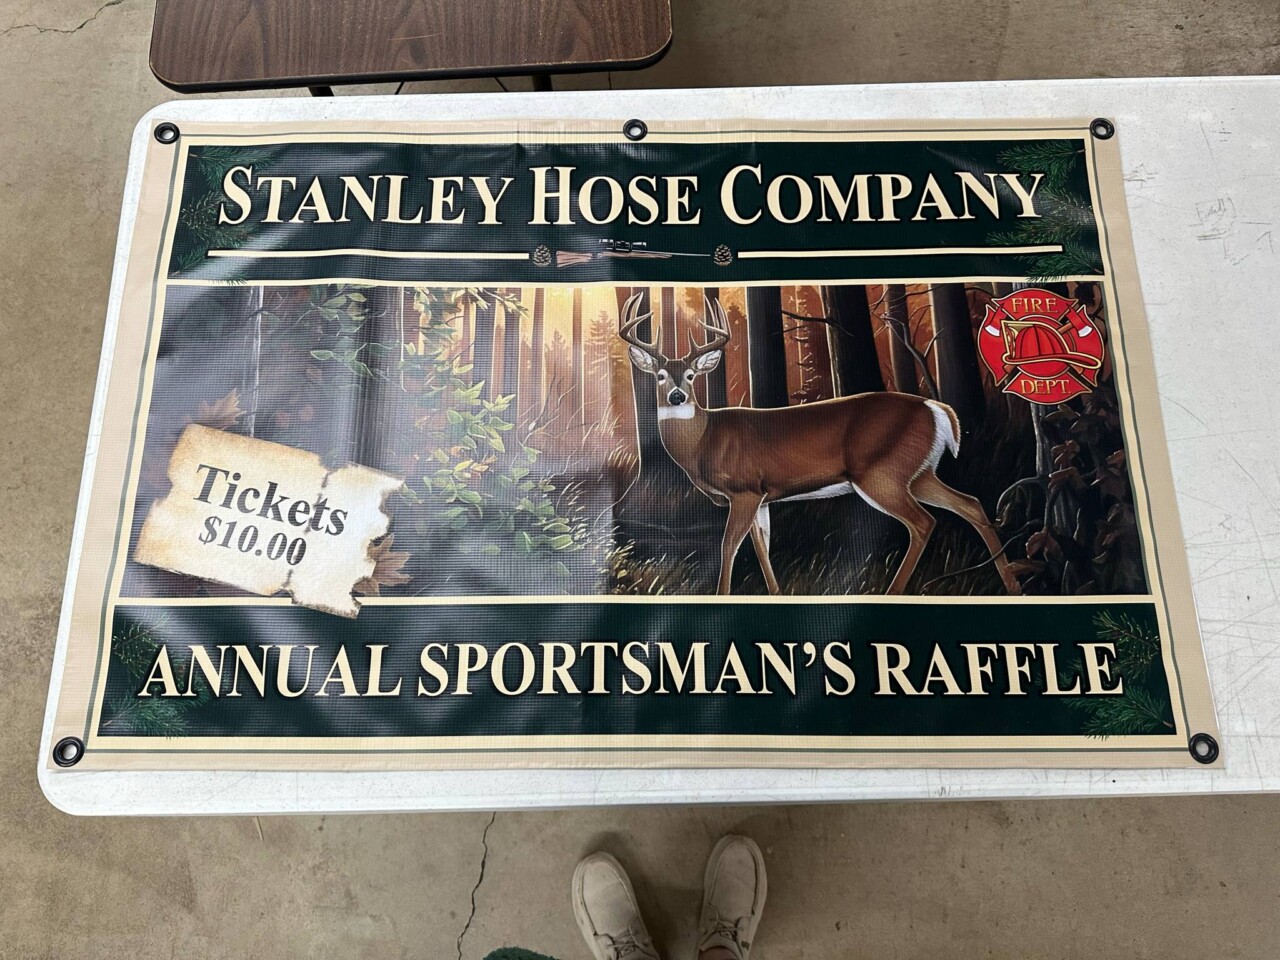 STANLEY HOSE COMPANY
FIRE
DEPT.
Tickets
$10.00
ANNUAL SPORTSMAN'S RAFFLE